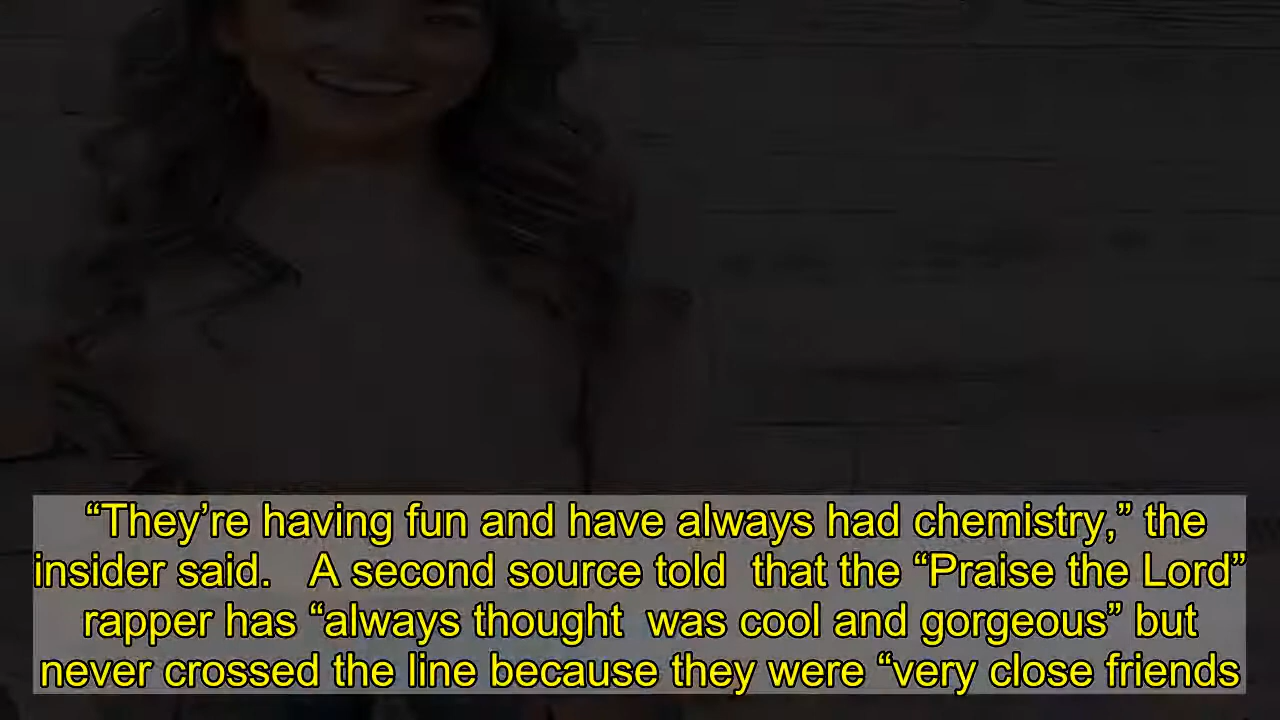 “They’re having fun and have always had chemistry,” the
insider said.   A second source told  that the “Praise the Lord”
rapper has “always thought  was cool and gorgeous” but
never crossed the line because they were “very close friends